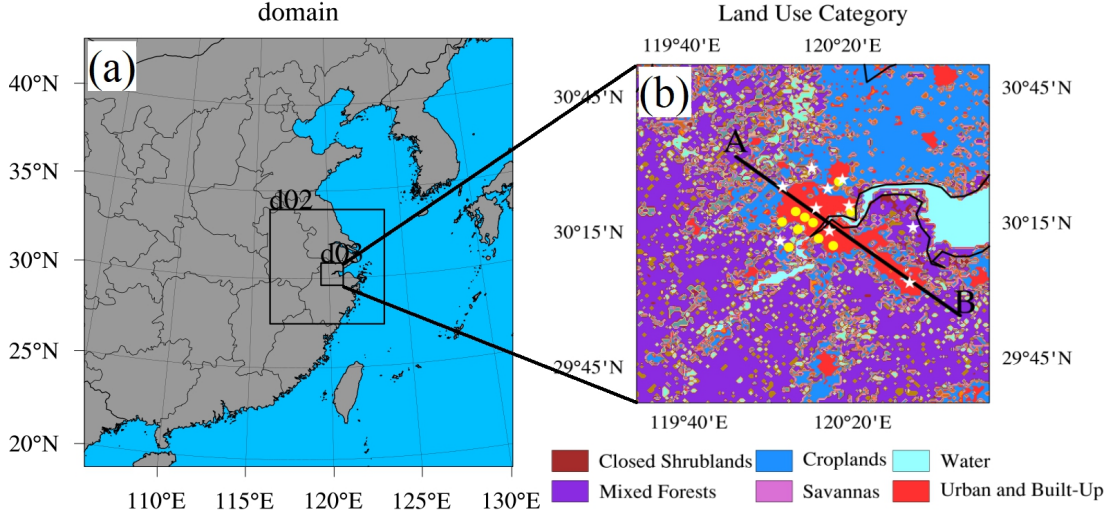 domain
Land Use Category
(a)
40°N
35°N
30°N
25°N
20°N
110°E
115°E
120°E
125°E
130°E
d02
(b)
119°40'E
120°20'E
30°45'N
30°15'N
29°45'N
30°45'N
30°15'N
29°45'N
A
B
119°40'E
120°20'E
Closed Shrublands
Croplands
Water
Mixed Forests
Savannas
Urban and Built-Up